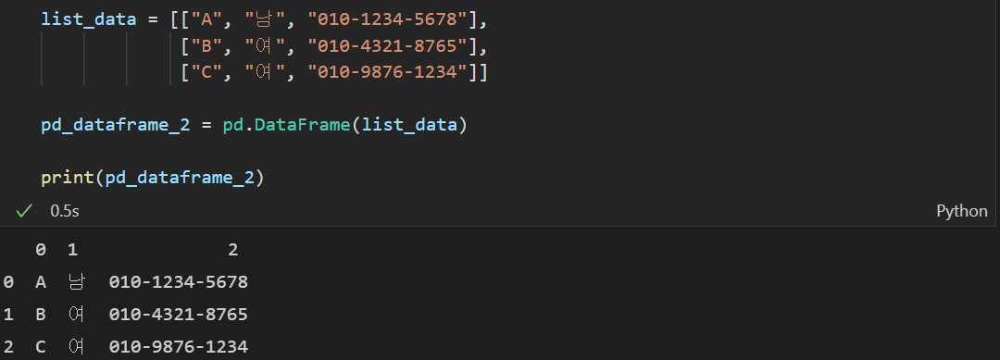 list_data = [["A", "남", "010-1234-5678"],
["B", "여", "010-4321-8765"],
["C", "여", "010-9876-1234"]]
pd_dataframe_2 = pd.DataFrame(list_data)
print(pd_dataframe_2)
0.5s Python
0 1 2
0 A 남 010-1234-5678
1 B 여 010-4321-8765
2 C 여 010-9876-1234